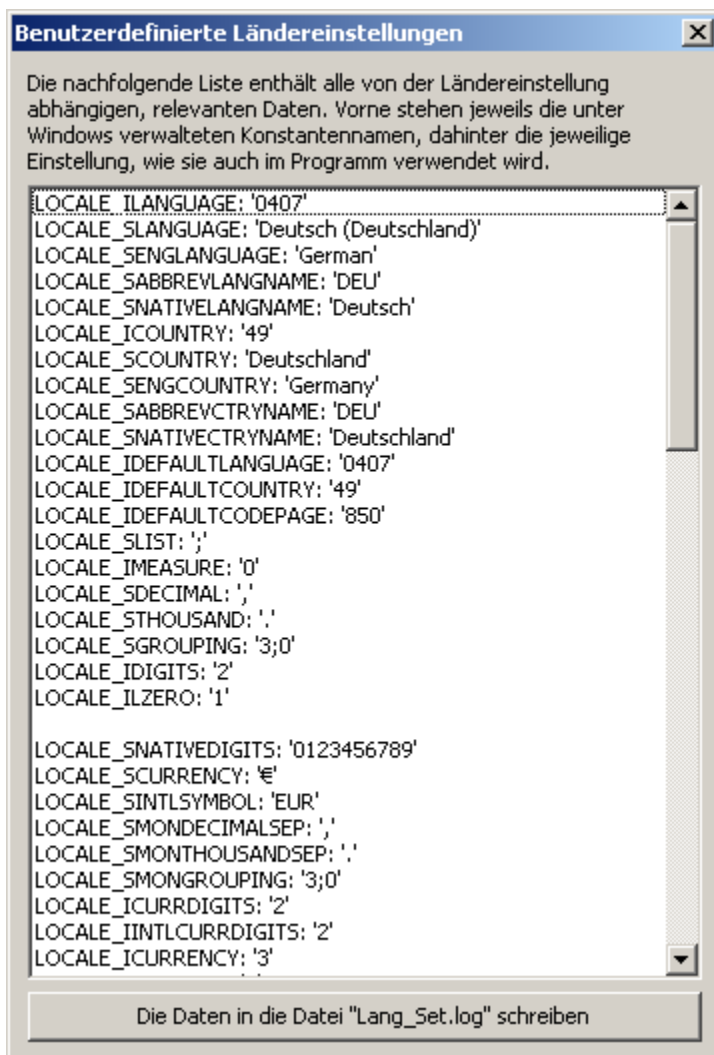 Benutzerdefinierte Ländereinstellungen
Die nachfolgende Liste enthält alle von der Ländereinstellung
abhängigen, relevanten Daten. Vorne stehen jeweils die unter
Windows verwalteten Konstantennamen, dahinter die jeweilige
Einstellung, wie sie auch im Programm verwendet wird.
LOCALE_ILANGUAGE: '0407'
LOCALE_SLANGUAGE: 'Deutsch (Deutschland)'
LOCALE_SENGLANGUAGE: 'German'
LOCALE_SABBREVLANGNAME: 'DEU'
LOCALE_SNATIVELANGNAME: 'Deutsch'
LOCALE_ICOUNTRY: '49'
LOCALE_SCOUNTRY: 'Deutschland'
LOCALE_SENGCOUNTRY: 'Germany'
LOCALE_SABBREVCTRYNAME: 'DEU'
LOCALE_SNATIVECTRYNAME: 'Deutschland'
LOCALE_IDEFAULTLANGUAGE: '0407'
LOCALE_IDEFAULTCOUNTRY: '49'
LOCALE_IDEFAULTCODEPAGE: '850'
LOCALE_SLIST: ';'
LOCALE_IMEASURE: '0'
LOCALE_SDECIMAL: ','
LOCALE_STHOUSAND: '.'
LOCALE_SGROUPING: '3;0'
LOCALE_IDIGITS: '2'
LOCALE_ILZERO: '1'
LOCALE_SNATIVEDIGITS: '0123456789'
LOCALE_SCURRENCY: '€'
LOCALE_SINTLSYMBOL: 'EUR'
LOCALE_SMONDECIMALSEP: ','
LOCALE_SMONTHOUSANDSEP: '.'
LOCALE_SMONGROUPING: '3;0'
LOCALE_ICURRDIGITS: '2'
LOCALE_IINTLCURRDIGITS: '2'
LOCALE_ICURRENCY: '3'
Die Daten in die Datei "Lang_Set.log" schreiben